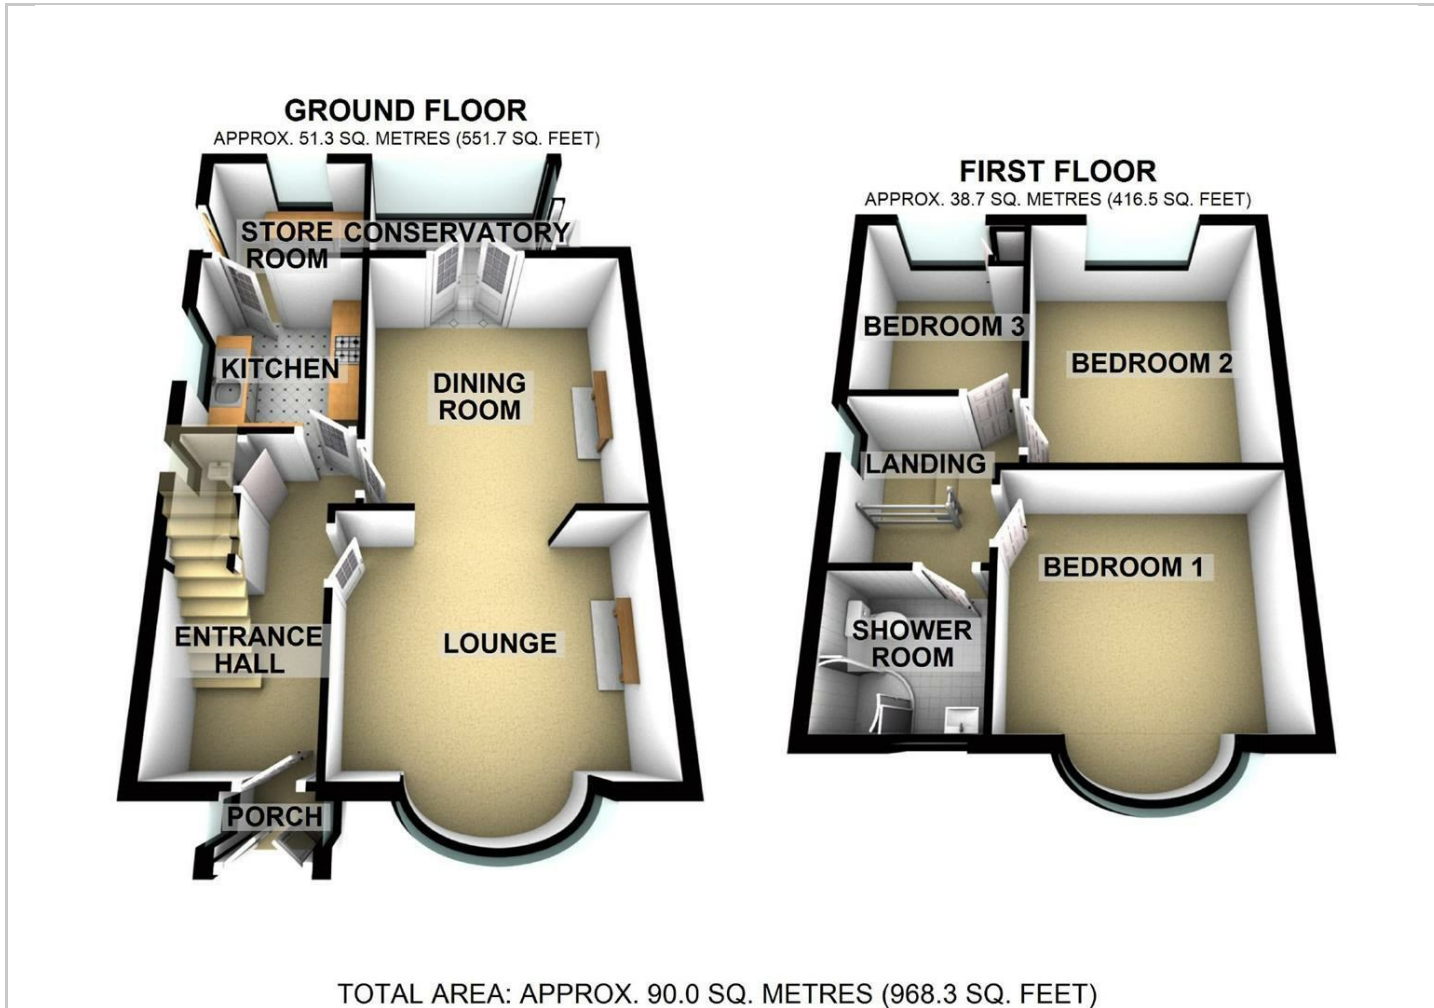 GROUND FLOOR
APPROX. 51.3 SQ. METRES (551.7 SQ. FEET)
STORE ROOM
CONSERVATORY
KITCHEN
DINING
ROOM
ENTRANCE
HALL
LOUNGE
PORCH
FIRST FLOOR
APPROX. 38.7 SQ. METRES (416.5 SQ. FEET)
BEDROOM 3
BEDROOM 2
LANDING
BEDROOM 1
SHOWER
ROOM
TOTAL AREA: APPROX. 90.0 SQ. METRES (968.3 SQ. FEET)